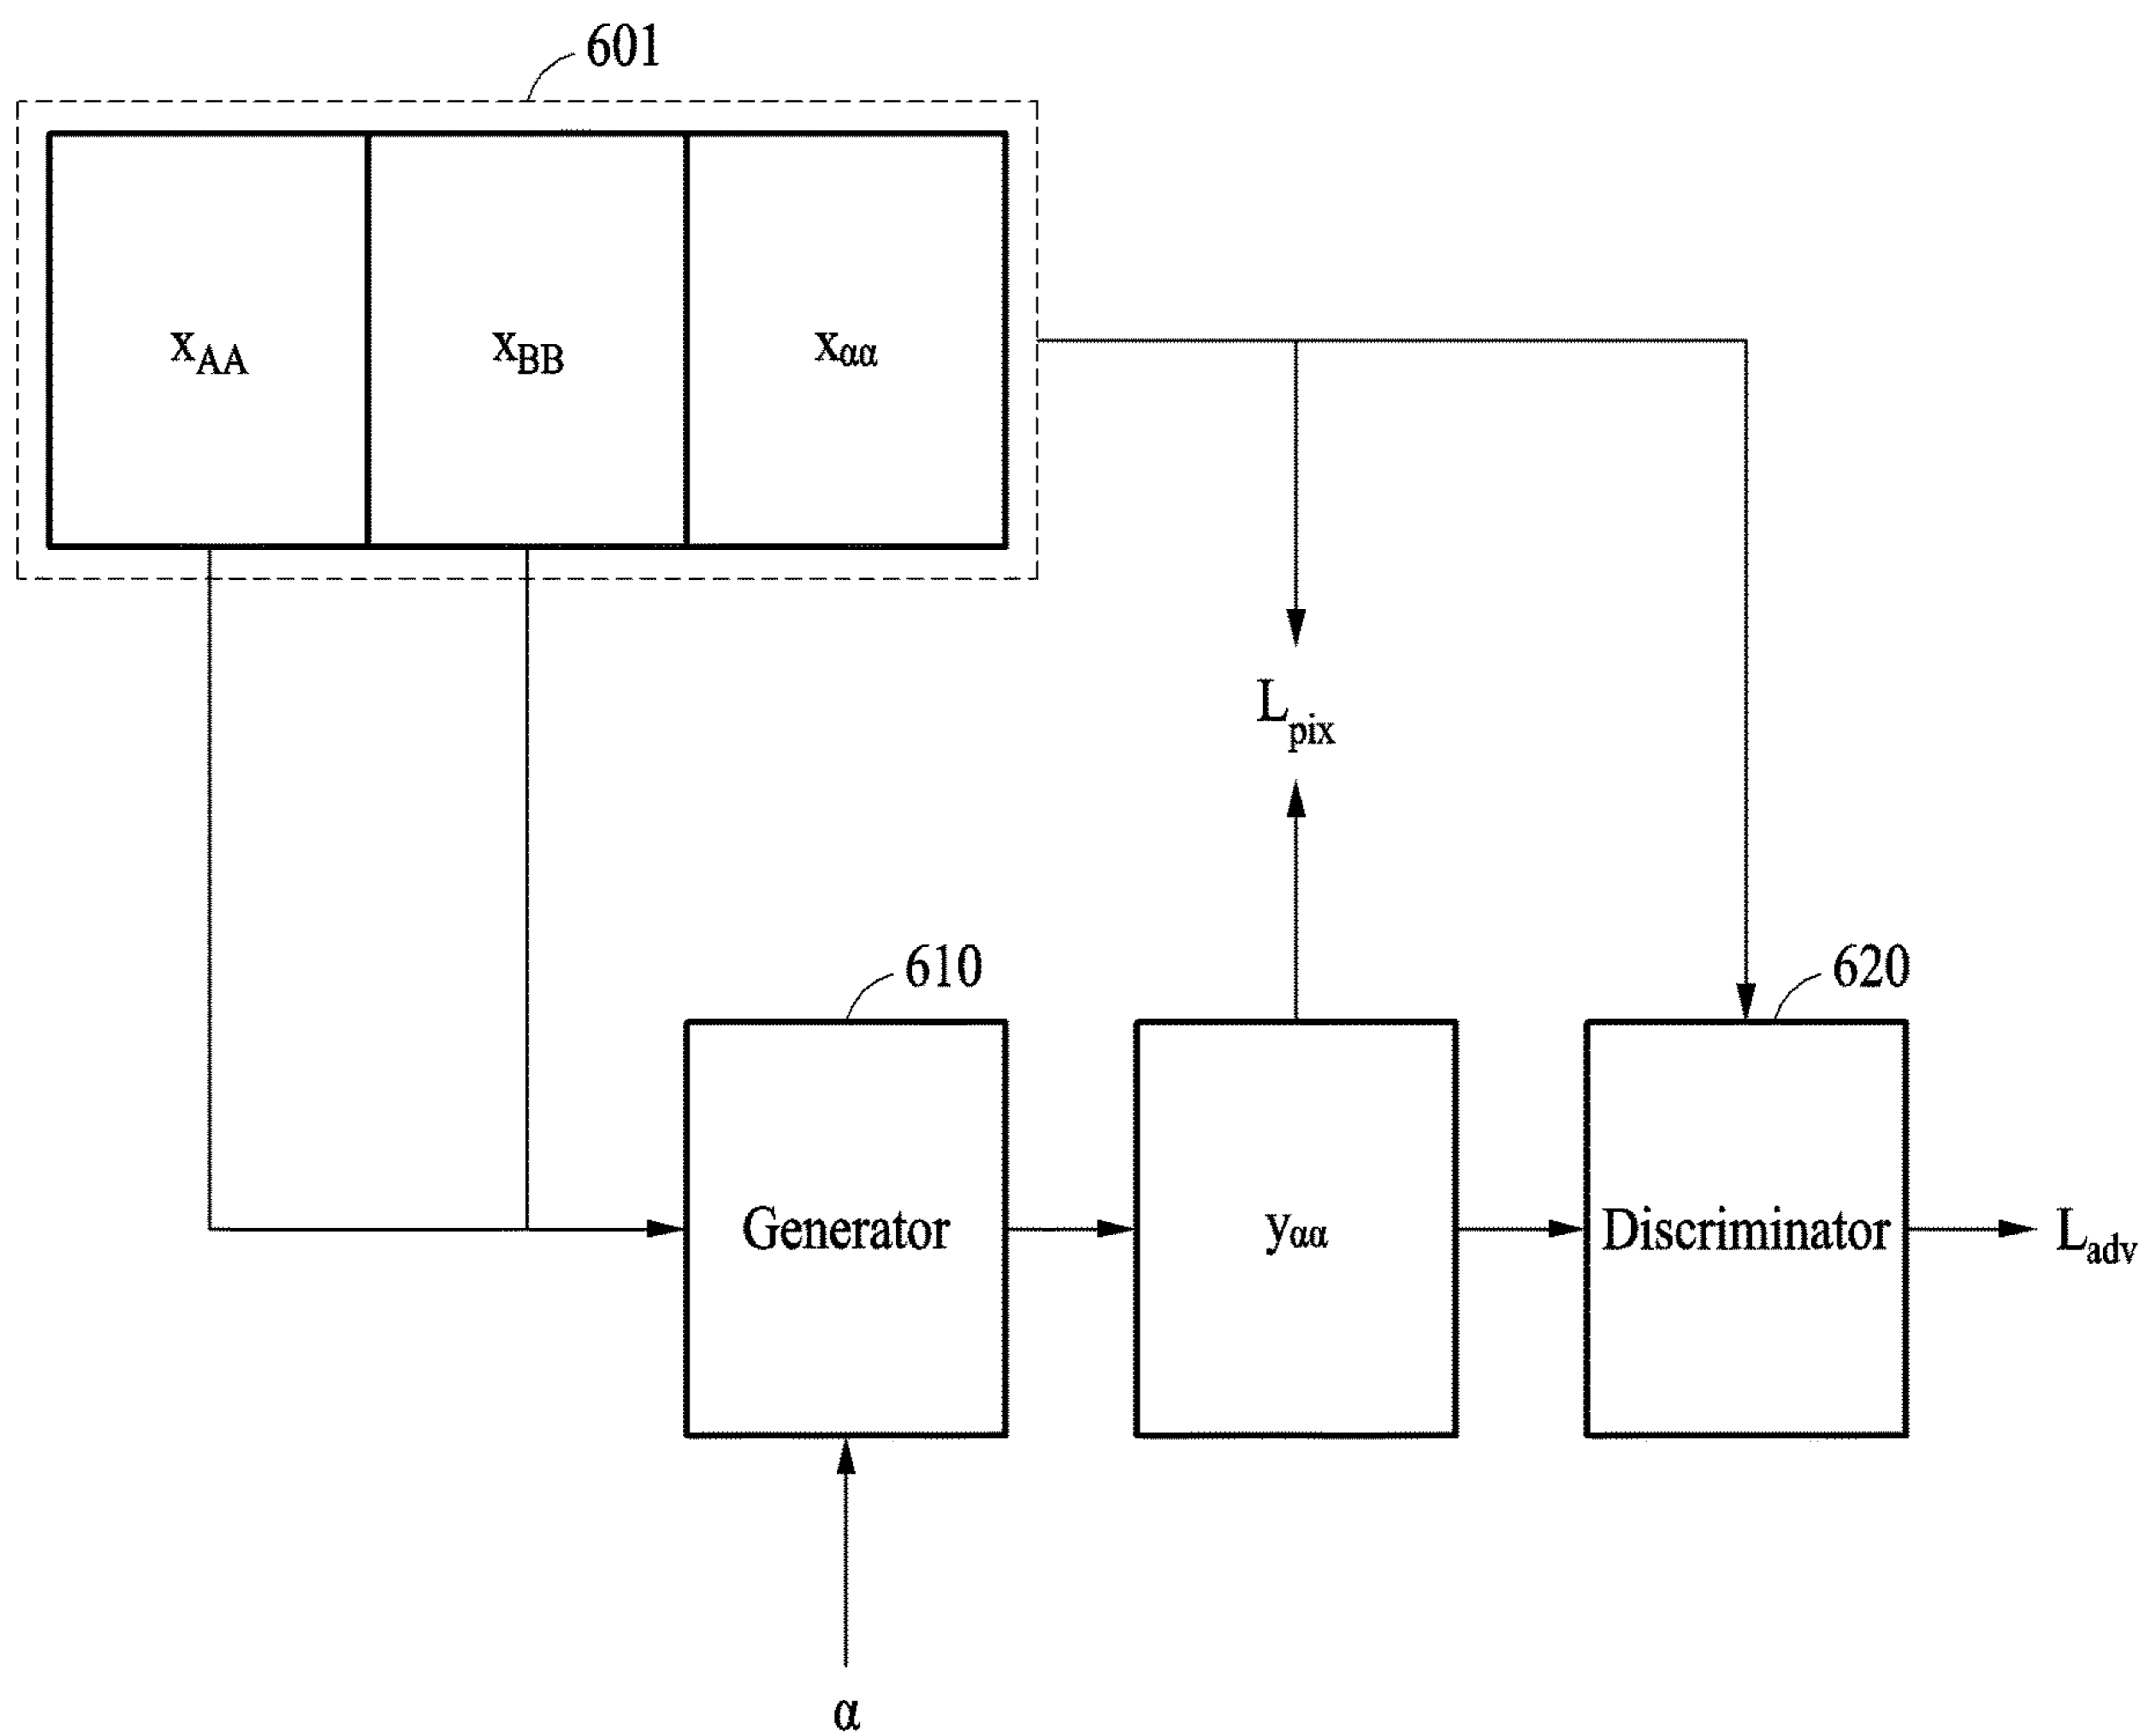 601
xAA
xBB
xαα
Lpix
610
620
Generator
yαα
Discriminator
Ladv
α